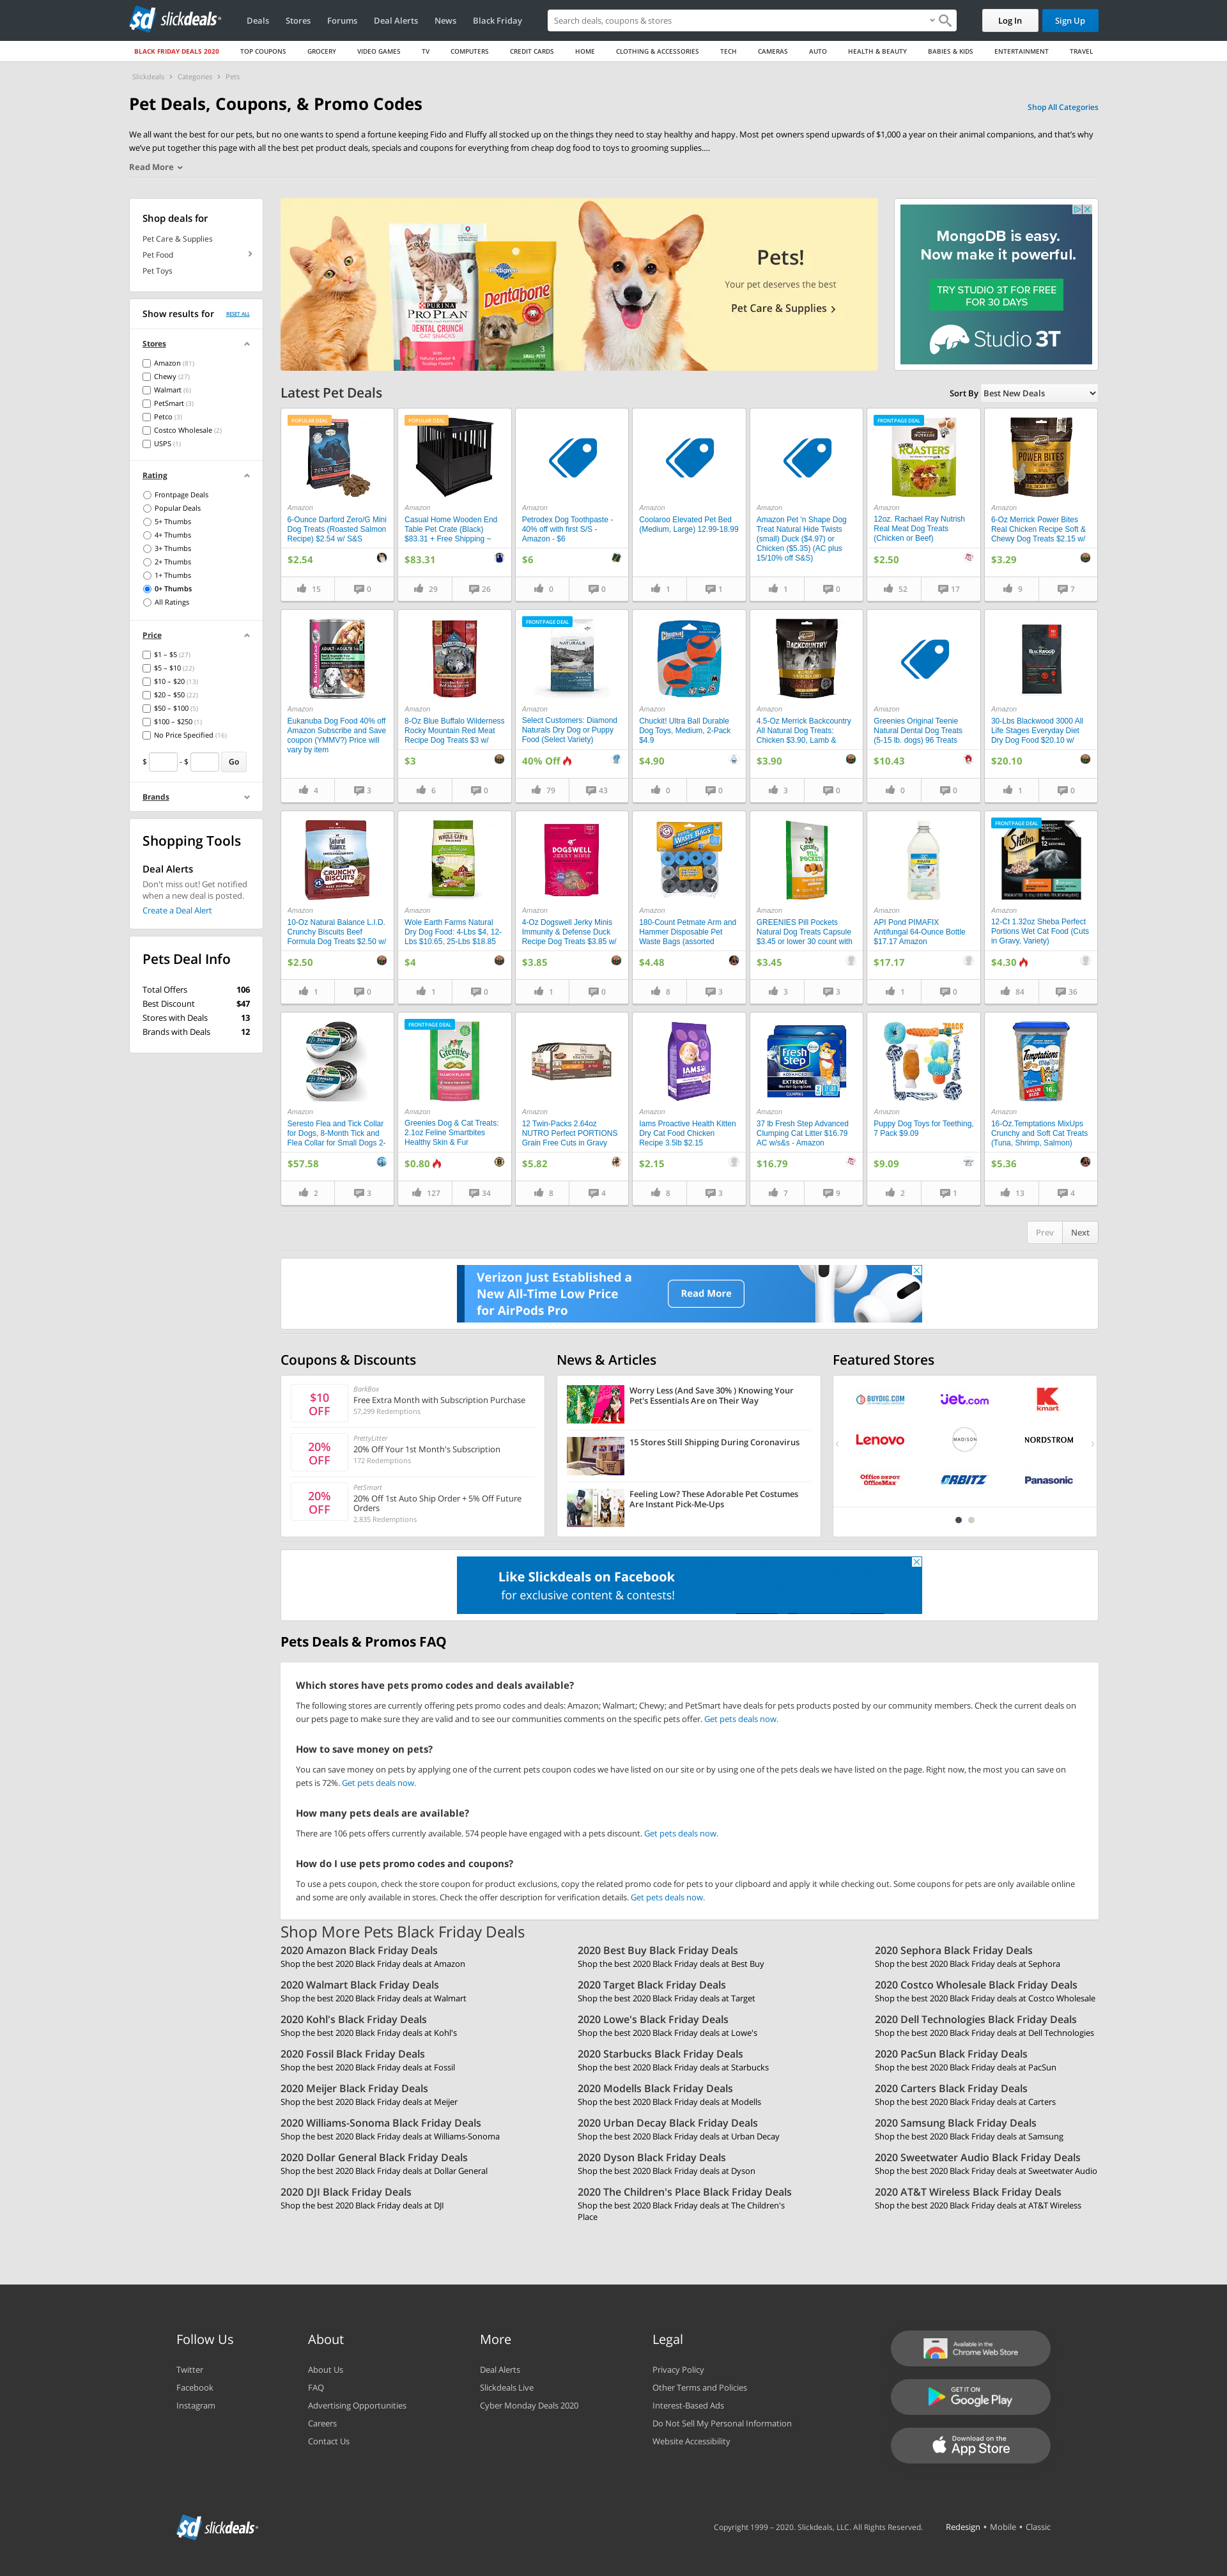 slickdeals
Deals
Stores
Forums
Deal Alerts
News
Black Friday
Search deals, coupons & stores
Log In
Sign Up
BLACK FRIDAY DEALS 2020
TOP COUPONS
GROCERY
VIDEO GAMES
TV
COMPUTERS
CREDIT CARDS
HOME
CLOTHING & ACCESSORIES
TECH
CAMERAS
AUTO
HEALTH & BEAUTY
BABIES & KIDS
ENTERTAINMENT
TRAVEL
Slickdeals › Categories › Pets
Pet Deals, Coupons, & Promo Codes
Shop All Categories
We all want the best for our pets, but no one wants to spend a fortune keeping Fido and Fluffy all stocked up on the things they need to stay healthy and happy. Most pet owners spend upwards of $1,000 a year on their animal companions, and that's why
we've put together this page with all the best pet product deals, specials and coupons for everything from cheap dog food to toys to grooming supplies....
Read More
Shop deals for
Pet Care & Supplies
Pet Food
Pet Toys
Show results for
RESET ALL
Stores
Amazon (81)
Chewy (27)
Walmart (6)
PetSmart (3)
Petco (3)
Costco Wholesale (2)
USPS (1)
Rating
Frontpage Deals
Popular Deals
5+ Thumbs
4+ Thumbs
3+ Thumbs
2+ Thumbs
1+ Thumbs
0+ Thumbs
All Ratings
Price
$1 – $5 (27)
$5 – $10 (22)
$10 – $20 (13)
$20 – $50 (22)
$50 – $100 (5)
$100 – $250 (1)
No Price Specified (16)
$ - $ Go
Brands
Shopping Tools
Deal Alerts
Don't miss out! Get notified
when a new deal is posted.
Create a Deal Alert
Pets Deal Info
Total Offers 106
Best Discount $47
Stores with Deals 13
Brands with Deals 12
PURINA
PRO PLAN
DENTAL CRUNCH
CAT SNACKS
Pedigree
Dentabone
Pets!
Your pet deserves the best
Pet Care & Supplies ›
MongoDB is easy.
Now make it powerful.
TRY STUDIO 3T FOR FREE
FOR 30 DAYS
Studio 3T
Latest Pet Deals
Sort By Best New Deals
POPULAR DEAL
Amazon
6-Ounce Darford Zero/G Mini
Dog Treats (Roasted Salmon
Recipe) $2.54 w/ S&S
$2.54
15 0
POPULAR DEAL
Amazon
Casual Home Wooden End
Table Pet Crate (Black)
$83.31 + Free Shipping ~
$83.31
29 26
Amazon
Petrodex Dog Toothpaste -
40% off with first S/S -
Amazon - $6
$6
0 0
Amazon
Coolaroo Elevated Pet Bed
(Medium, Large) 12.99-18.99
1 1
Amazon
Amazon Pet 'n Shape Dog
Treat Natural Hide Twists
(small) Duck ($4.97) or
Chicken ($5.35) (AC plus
15/10% off S&S)
1 0
FRONTPAGE DEAL
ROASTERS
Amazon
12oz. Rachael Ray Nutrish
Real Meat Dog Treats
(Chicken or Beef)
$2.50
52 17
POWER BITES
Amazon
6-Oz Merrick Power Bites
Real Chicken Recipe Soft &
Chewy Dog Treats $2.15 w/
$3.29
9 7
Amazon
Eukanuba Dog Food 40% off
Amazon Subscribe and Save
coupon (YMMV?) Price will
vary by item
4 3
Amazon
8-Oz Blue Buffalo Wilderness
Rocky Mountain Red Meat
Recipe Dog Treats $3 w/
$3
6 0
FRONTPAGE DEAL
NATURALS
Amazon
Select Customers: Diamond
Naturals Dry Dog or Puppy
Food (Select Variety)
40% Off
79 43
Chuckit!
Amazon
Chuckit! Ultra Ball Durable
Dog Toys, Medium, 2-Pack
$4.9
$4.90
0 0
BACKCOUNTRY
Amazon
4.5-Oz Merrick Backcountry
All Natural Dog Treats:
Chicken $3.90, Lamb &
$3.90
3 0
Amazon
Greenies Original Teenie
Natural Dental Dog Treats
(5-15 lb. dogs) 96 Treats
$10.43
0 0
BLACKWOOD
Amazon
30-Lbs Blackwood 3000 All
Life Stages Everyday Diet
Dry Dog Food $20.10 w/
$20.10
1 0
Natural Balance
CRUNCHY BISCUITS
Amazon
10-Oz Natural Balance L.I.D.
Crunchy Biscuits Beef
Formula Dog Treats $2.50 w/
$2.50
1 0
WHOLE EARTH FARMS
Amazon
Wole Earth Farms Natural
Dry Dog Food: 4-Lbs $4, 12-
Lbs $10.65, 25-Lbs $18.85
$4
1 0
DOGSWELL
JERKY MINIS
Amazon
4-Oz Dogswell Jerky Minis
Immunity & Defense Duck
Recipe Dog Treats $3.85 w/
$3.85
1 0
WASTE BAGS
Amazon
180-Count Petmate Arm and
Hammer Disposable Pet
Waste Bags (assorted
$4.48
8 3
Greenies
PILL POCKETS
Amazon
GREENIES Pill Pockets
Natural Dog Treats Capsule
$3.45 or lower 30 count with
$3.45
3 3
Amazon
API Pond PIMAFIX
Antifungal 64-Ounce Bottle
$17.17 Amazon
$17.17
1 0
FRONTPAGE DEAL
Sheba
Amazon
12-Ct 1.32oz Sheba Perfect
Portions Wet Cat Food (Cuts
in Gravy, Variety)
$4.30
84 36
Seresto
Amazon
Seresto Flea and Tick Collar
for Dogs, 8-Month Tick and
Flea Collar for Small Dogs 2-
$57.58
2 3
FRONTPAGE DEAL
Greenies
SALMON FLAVOR
Amazon
Greenies Dog & Cat Treats:
2.1oz Feline Smartbites
Healthy Skin & Fur
$0.80
127 34
Amazon
12 Twin-Packs 2.64oz
NUTRO Perfect PORTIONS
Grain Free Cuts in Gravy
$5.82
8 4
IAMS
Amazon
Iams Proactive Health Kitten
Dry Cat Food Chicken
Recipe 3.5lb $2.15
$2.15
8 3
Fresh Step
ADVANCED
EXTREME
Amazon
37 lb Fresh Step Advanced
Clumping Cat Litter $16.79
AC w/s&s - Amazon
$16.79
7 9
Amazon
Puppy Dog Toys for Teething,
7 Pack $9.09
$9.09
2 1
Temptations
Amazon
16-Oz.Temptations MixUps
Crunchy and Soft Cat Treats
(Tuna, Shrimp, Salmon)
$5.36
13 4
Prev Next
Verizon Just Established a
New All-Time Low Price
for AirPods Pro
Read More
Coupons & Discounts
$10
OFF
BarkBox
Free Extra Month with Subscription Purchase
57,299 Redemptions
20%
OFF
PrettyLitter
20% Off Your 1st Month's Subscription
172 Redemptions
20%
OFF
PetSmart
20% Off 1st Auto Ship Order + 5% Off Future
Orders
2,835 Redemptions
News & Articles
Worry Less (And Save 30% ) Knowing Your
Pet's Essentials Are on Their Way
15 Stores Still Shipping During Coronavirus
Feeling Low? These Adorable Pet Costumes
Are Instant Pick-Me-Ups
Featured Stores
BUYDIG.COM
jet.com
kmart
Lenovo
MADISON
NORDSTROM
Office DEPOT
OfficeMax
ORBITZ
Panasonic
Like Slickdeals on Facebook
for exclusive content & contests!
Pets Deals & Promos FAQ
Which stores have pets promo codes and deals available?
The following stores are currently offering pets promo codes and deals: Amazon; Walmart; Chewy; and PetSmart have deals for pets products posted by our community members. Check the current deals on
our pets page to make sure they are valid and to see our communities comments on the specific pets offer. Get pets deals now.
How to save money on pets?
You can save money on pets by applying one of the current pets coupon codes we have listed on our site or by using one of the pets deals we have listed on the page. Right now, the most you can save on
pets is 72%. Get pets deals now.
How many pets deals are available?
There are 106 pets offers currently available. 574 people have engaged with a pets discount. Get pets deals now.
How do I use pets promo codes and coupons?
To use a pets coupon, check the store coupon for product exclusions, copy the related promo code for pets to your clipboard and apply it while checking out. Some coupons for pets are only available online
and some are only available in stores. Check the offer description for verification details. Get pets deals now.
Shop More Pets Black Friday Deals
2020 Amazon Black Friday Deals
Shop the best 2020 Black Friday deals at Amazon
2020 Best Buy Black Friday Deals
Shop the best 2020 Black Friday deals at Best Buy
2020 Sephora Black Friday Deals
Shop the best 2020 Black Friday deals at Sephora
2020 Walmart Black Friday Deals
Shop the best 2020 Black Friday deals at Walmart
2020 Target Black Friday Deals
Shop the best 2020 Black Friday deals at Target
2020 Costco Wholesale Black Friday Deals
Shop the best 2020 Black Friday deals at Costco Wholesale
2020 Kohl's Black Friday Deals
Shop the best 2020 Black Friday deals at Kohl's
2020 Lowe's Black Friday Deals
Shop the best 2020 Black Friday deals at Lowe's
2020 Dell Technologies Black Friday Deals
Shop the best 2020 Black Friday deals at Dell Technologies
2020 Fossil Black Friday Deals
Shop the best 2020 Black Friday deals at Fossil
2020 Starbucks Black Friday Deals
Shop the best 2020 Black Friday deals at Starbucks
2020 PacSun Black Friday Deals
Shop the best 2020 Black Friday deals at PacSun
2020 Meijer Black Friday Deals
Shop the best 2020 Black Friday deals at Meijer
2020 Modells Black Friday Deals
Shop the best 2020 Black Friday deals at Modells
2020 Carters Black Friday Deals
Shop the best 2020 Black Friday deals at Carters
2020 Williams-Sonoma Black Friday Deals
Shop the best 2020 Black Friday deals at Williams-Sonoma
2020 Urban Decay Black Friday Deals
Shop the best 2020 Black Friday deals at Urban Decay
2020 Samsung Black Friday Deals
Shop the best 2020 Black Friday deals at Samsung
2020 Dollar General Black Friday Deals
Shop the best 2020 Black Friday deals at Dollar General
2020 Dyson Black Friday Deals
Shop the best 2020 Black Friday deals at Dyson
2020 Sweetwater Audio Black Friday Deals
Shop the best 2020 Black Friday deals at Sweetwater Audio
2020 DJI Black Friday Deals
Shop the best 2020 Black Friday deals at DJI
2020 The Children's Place Black Friday Deals
Shop the best 2020 Black Friday deals at The Children's
Place
2020 AT&T Wireless Black Friday Deals
Shop the best 2020 Black Friday deals at AT&T Wireless
Follow Us
Twitter
Facebook
Instagram
About
About Us
FAQ
Advertising Opportunities
Careers
Contact Us
More
Deal Alerts
Slickdeals Live
Cyber Monday Deals 2020
Legal
Privacy Policy
Other Terms and Policies
Interest-Based Ads
Do Not Sell My Personal Information
Website Accessibility
Available in the
Chrome Web Store
GET IT ON
Google Play
Download on the
App Store
slickdeals
Copyright 1999 – 2020. Slickdeals, LLC. All Rights Reserved.
Redesign • Mobile • Classic